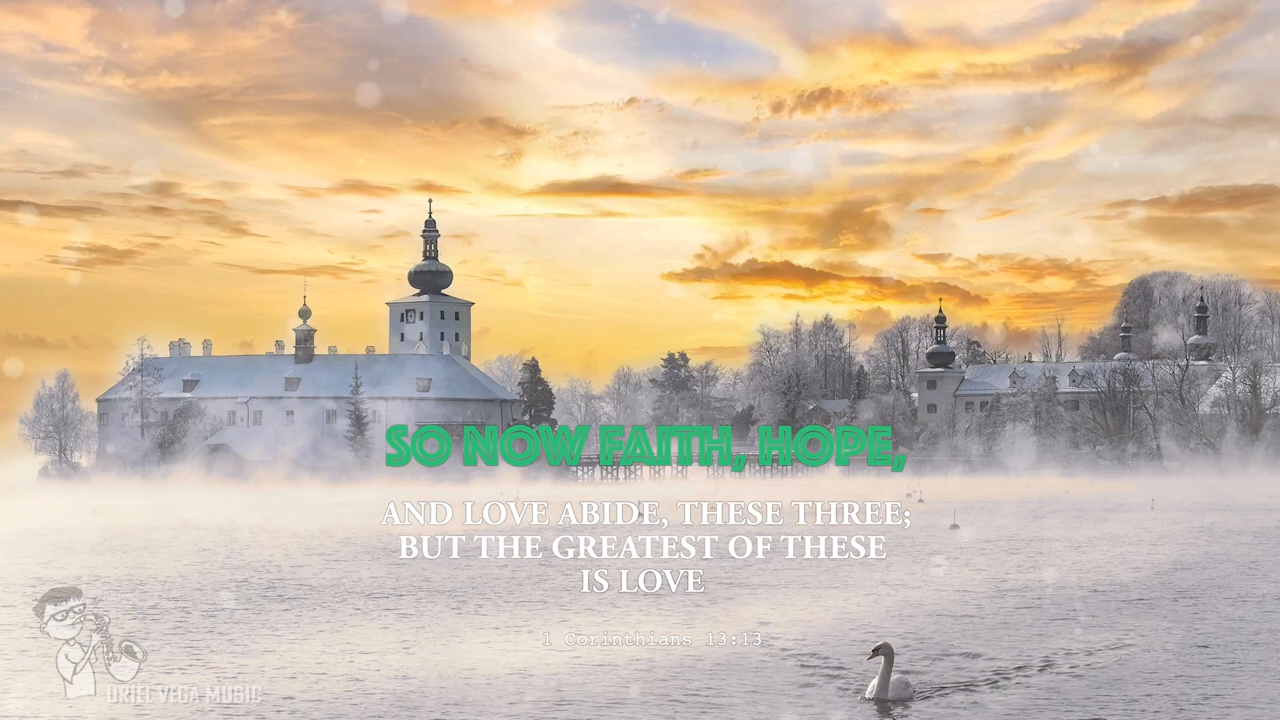 SO NOW FAITH, HOPE,
AND LOVE ABIDE, THESE THREE;
BUT THE GREATEST OF THESE
IS LOVE
1 Corinthians 13:13
URIEL VEGA MUSIC